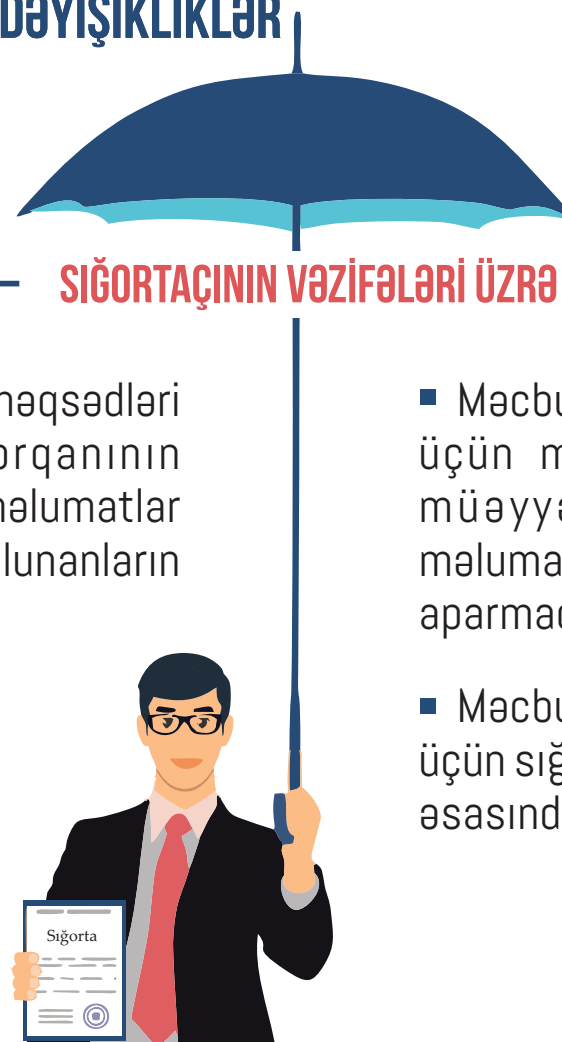 DƏYİŞİKLİKLƏR
SIĞORTAÇININ VƏZİFƏLƏRİ ÜZRƏ
məqsədləri
orqanının
məlumatlar
lunanların
▪ Məcbu
üçün m
müəyyə
məluma
aparmaq
▪ Məcbu
üçün sığ
əsasınd
Sığorta